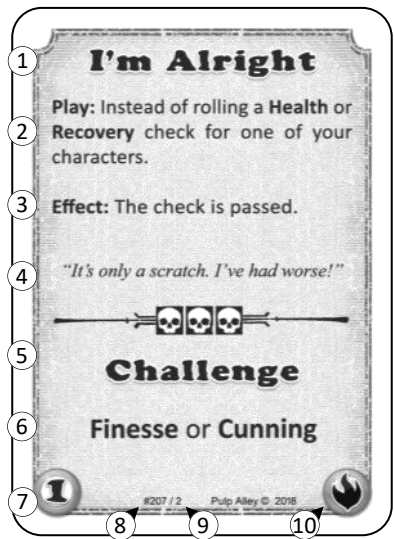 1
I'm Alright
Play: Instead of rolling a Health or
2
Recovery check for one of your
characters.
3
Effect: The check is passed.
4
“It's only a scratch. I've had worse!”
5
Challenge
6
Finesse or Cunning
7
1
#207 / 2
Pulp Alley © 2018
8
9
10